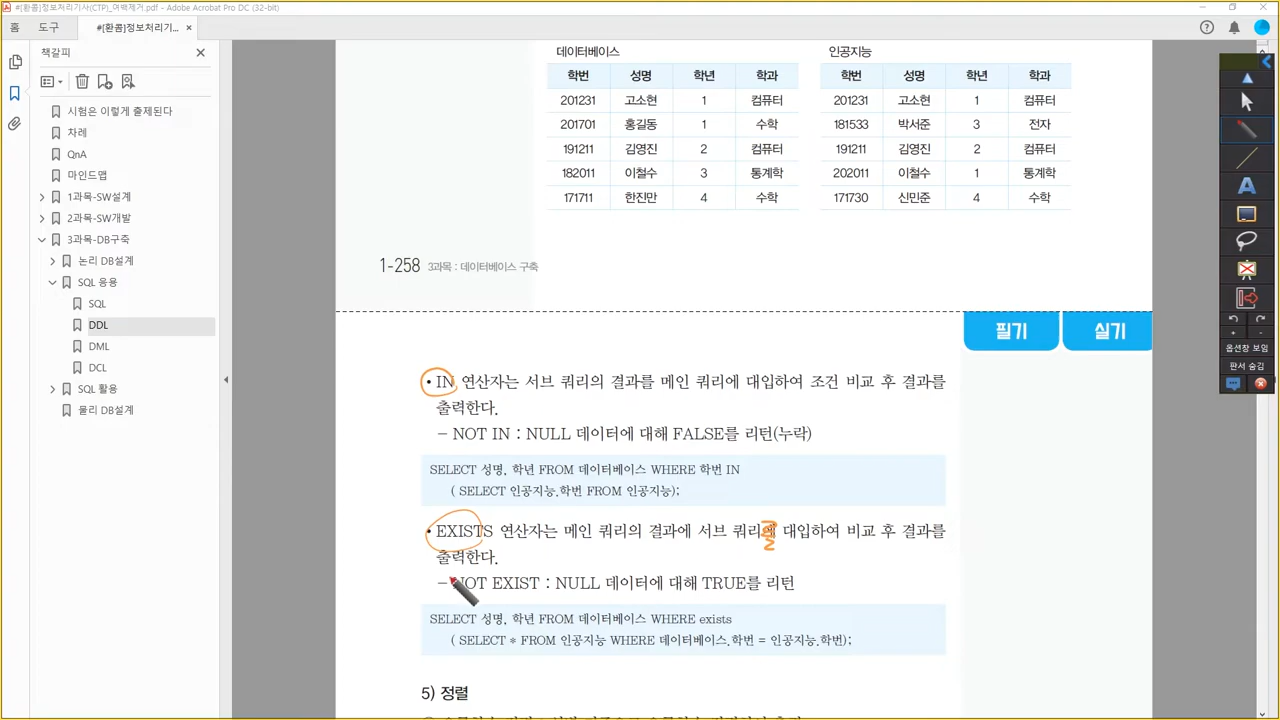 #[환콤]정보처리기사(CTP)_여백제거.pdf - Adobe Acrobat Pro DC (32-bit)
홈 도구 #[환콤]정보처리기... ×
책갈피
시험은 이렇게 출제된다
차례
QnA
마인드맵
1과목-SW설계
2과목-SW개발
3과목-DB구축
논리 DB설계
SQL 응용
SQL
DDL
DML
DCL
SQL 활용
물리 DB설계
데이터베이스 인공지능
학번 성명 학년 학과 학번 성명 학년 학과
201231 고소현 1 컴퓨터 201231 고소현 1 컴퓨터
201701 홍길동 1 수학 181533 박서준 3 전자
191211 김영진 2 컴퓨터 191211 김영진 2 컴퓨터
182011 이철수 3 통계학 202011 이철수 1 통계학
171711 한진만 4 수학 171730 신민준 4 수학
1-258 3과목 : 데이터베이스 구축
필기 실기
• IN 연산자는 서브 쿼리의 결과를 메인 쿼리에 대입하여 조건 비교 후 결과를
출력한다.
– NOT IN : NULL 데이터에 대해 FALSE를 리턴(누락)
SELECT 성명, 학년 FROM 데이터베이스 WHERE 학번 IN
( SELECT 인공지능.학번 FROM 인공지능);
• EXISTS 연산자는 메인 쿼리의 결과에 서브 쿼리에 대입하여 비교 후 결과를
출력한다.
– NOT EXIST : NULL 데이터에 대해 TRUE를 리턴
SELECT 성명, 학년 FROM 데이터베이스 WHERE exists
( SELECT * FROM 인공지능 WHERE 데이터베이스.학번 = 인공지능.학번);
5) 정렬
옵션창 보임
판서 숨김